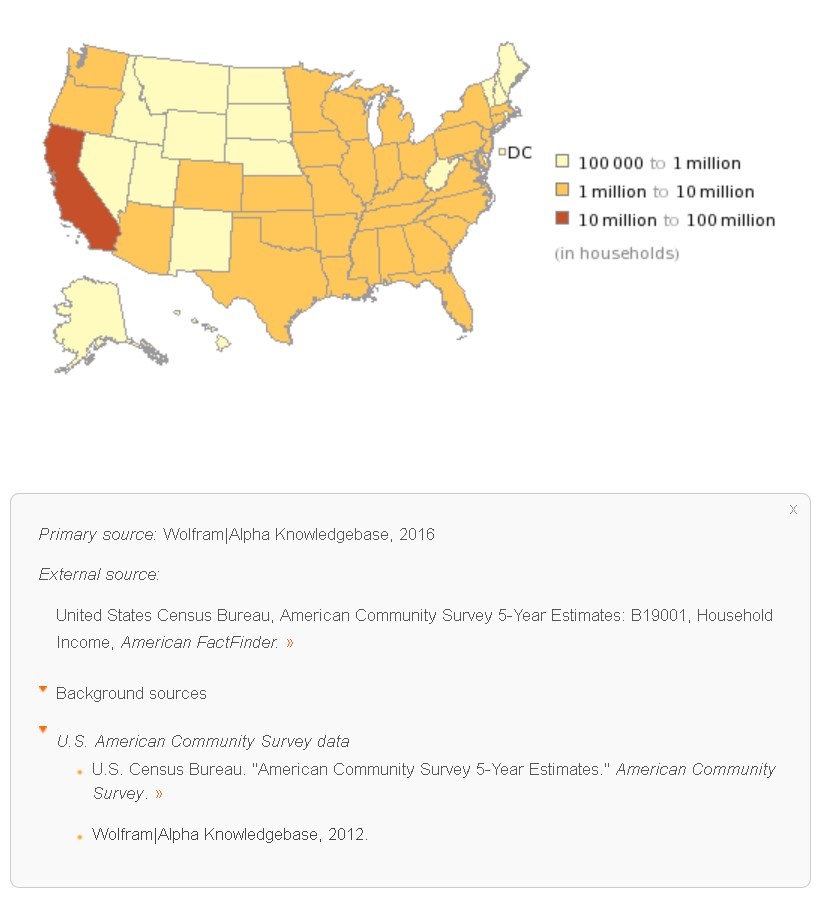 DC
100 000 to 1 million
1 million to 10 million
10 million to 100 million
(in households)
x
Primary source: Wolfram|Alpha Knowledgebase, 2016
External source:
United States Census Bureau, American Community Survey 5-Year Estimates: B19001, Household
Income, American FactFinder. »
Background sources
U.S. American Community Survey data
U.S. Census Bureau. "American Community Survey 5-Year Estimates." American Community
Survey. »
Wolfram|Alpha Knowledgebase, 2012.